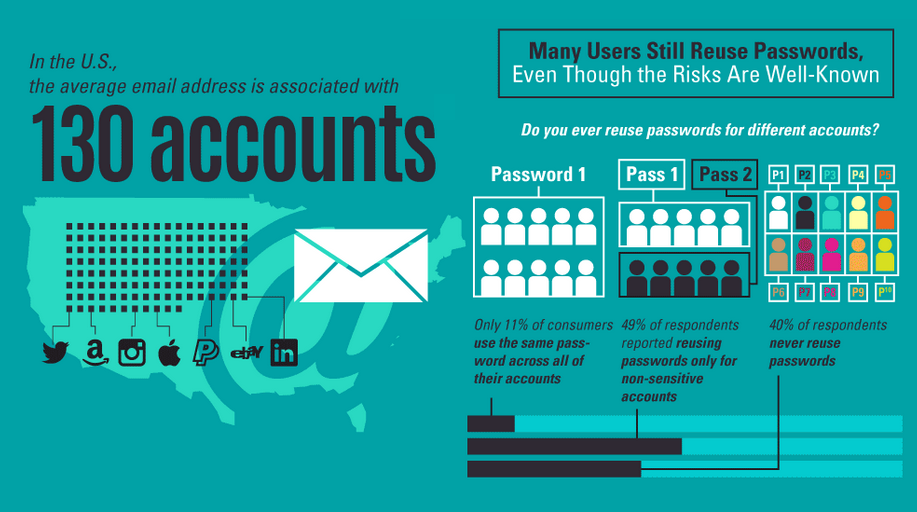 In the U.S.,
the average email address is associated with
130 accounts
a
ebay
in
Many Users Still Reuse Passwords,
Even Though the Risks Are Well-Known
Do you ever reuse passwords for different accounts?
Password 1
Pass 1
Pass 2
P1
P2
P3
P4
P5
P6
P7
P8
P9
P10
Only 11% of consumers
use the same pass-
word across all of
their accounts
49% of respondents
reported reusing
passwords only for
non-sensitive
accounts
40% of respondents
never reuse
passwords